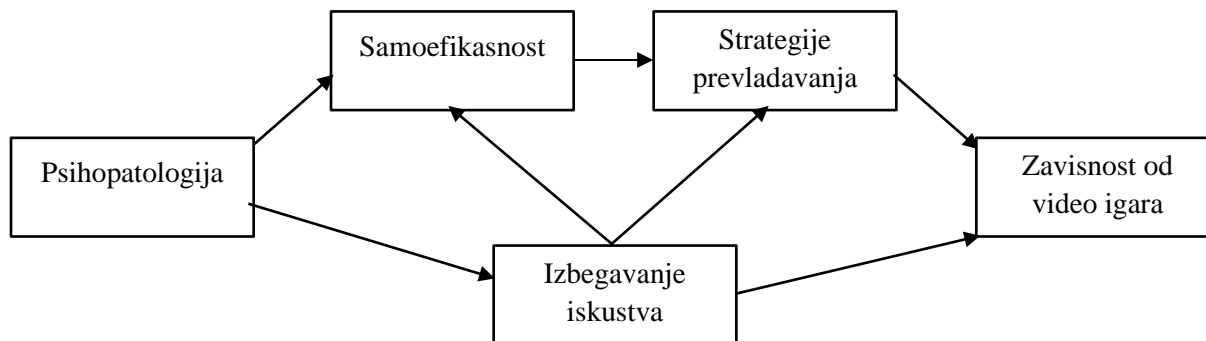 Samoefikasnost
Strategije
prevladavanja
Psihopatologija
Zavisnost od
video igara
Izbegavanje
iskustva